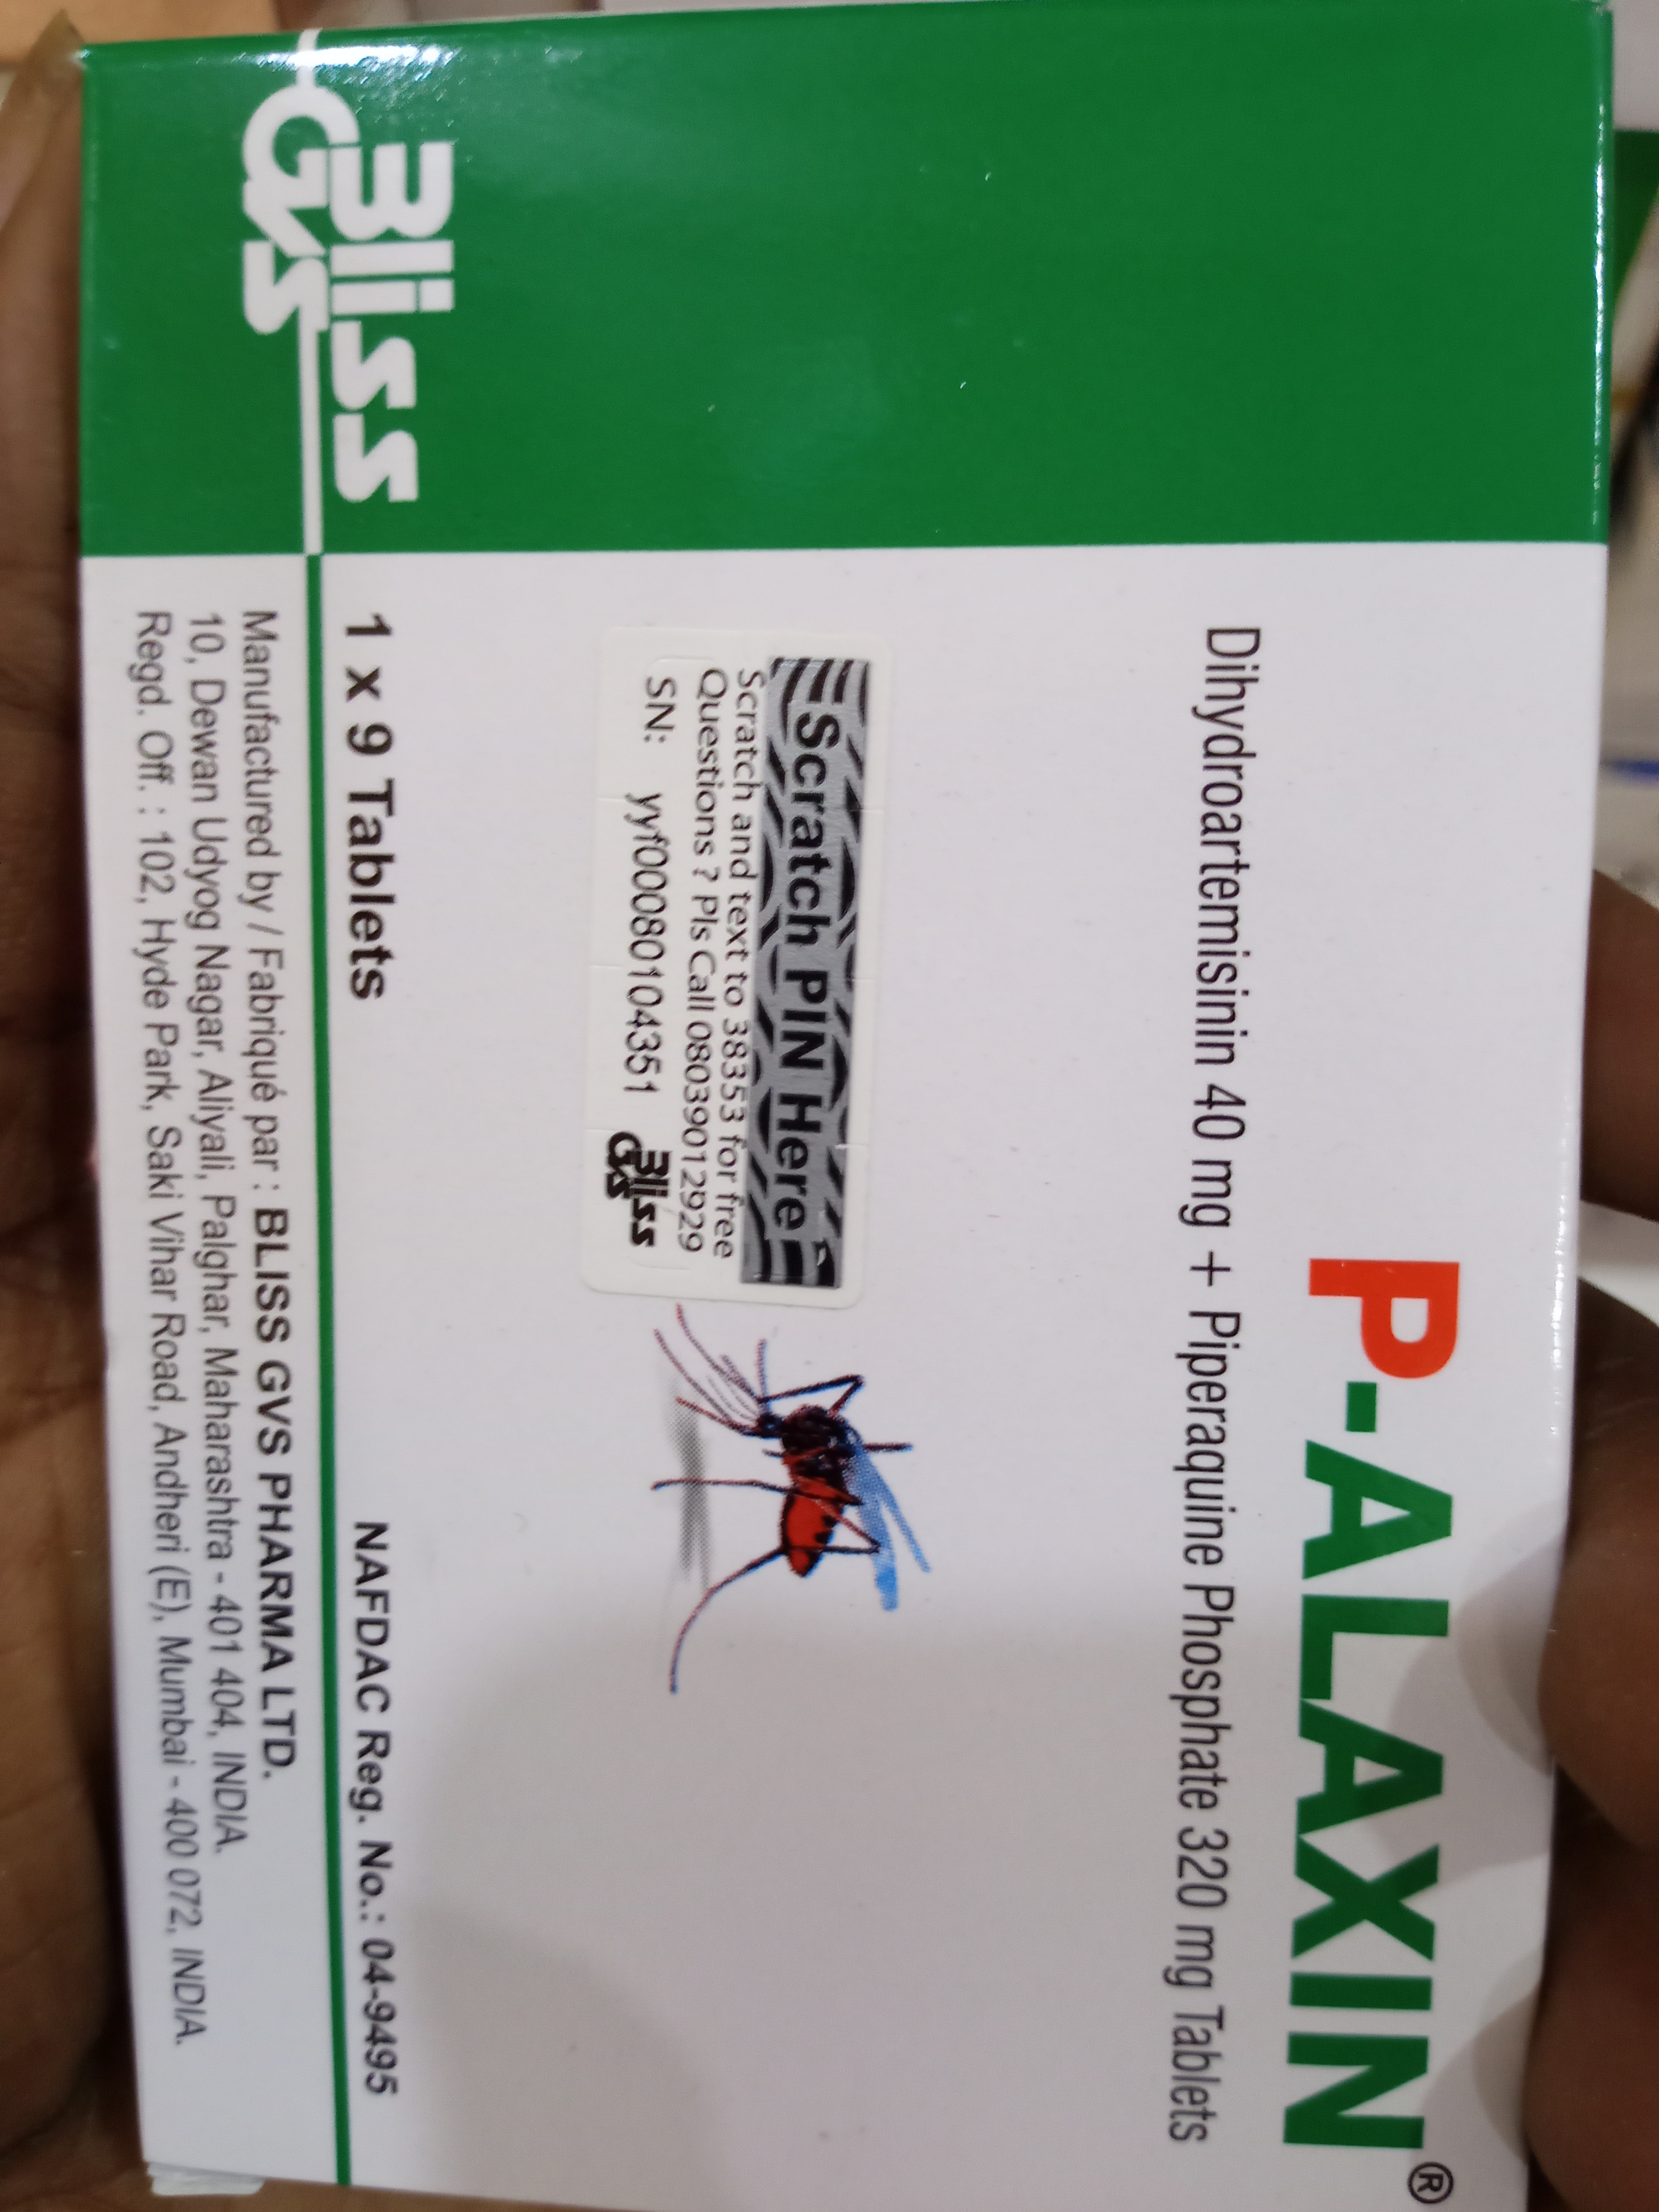 P-ALAXIN®
Dihydroartemisinin 40 mg + Piperaquine Phosphate 320 mg Tablets
Scratch PIN Here
Scratch and text to 38353 for free
Questions ? Pls Call 08039012929
SN: yyf00080104351
Bliss
GVS
1 x 9 Tablets
NAFDAC Reg. No.: 04-9495
Bliss
GVS
Manufactured by / Fabriqué par : BLISS GVS PHARMA LTD.
10, Dewan Udyog Nagar, Aliyali, Palghar, Maharashtra - 401 404, INDIA.
Regd. Off. : 102, Hyde Park, Saki Vihar Road, Andheri (E), Mumbai - 400 072, INDIA.